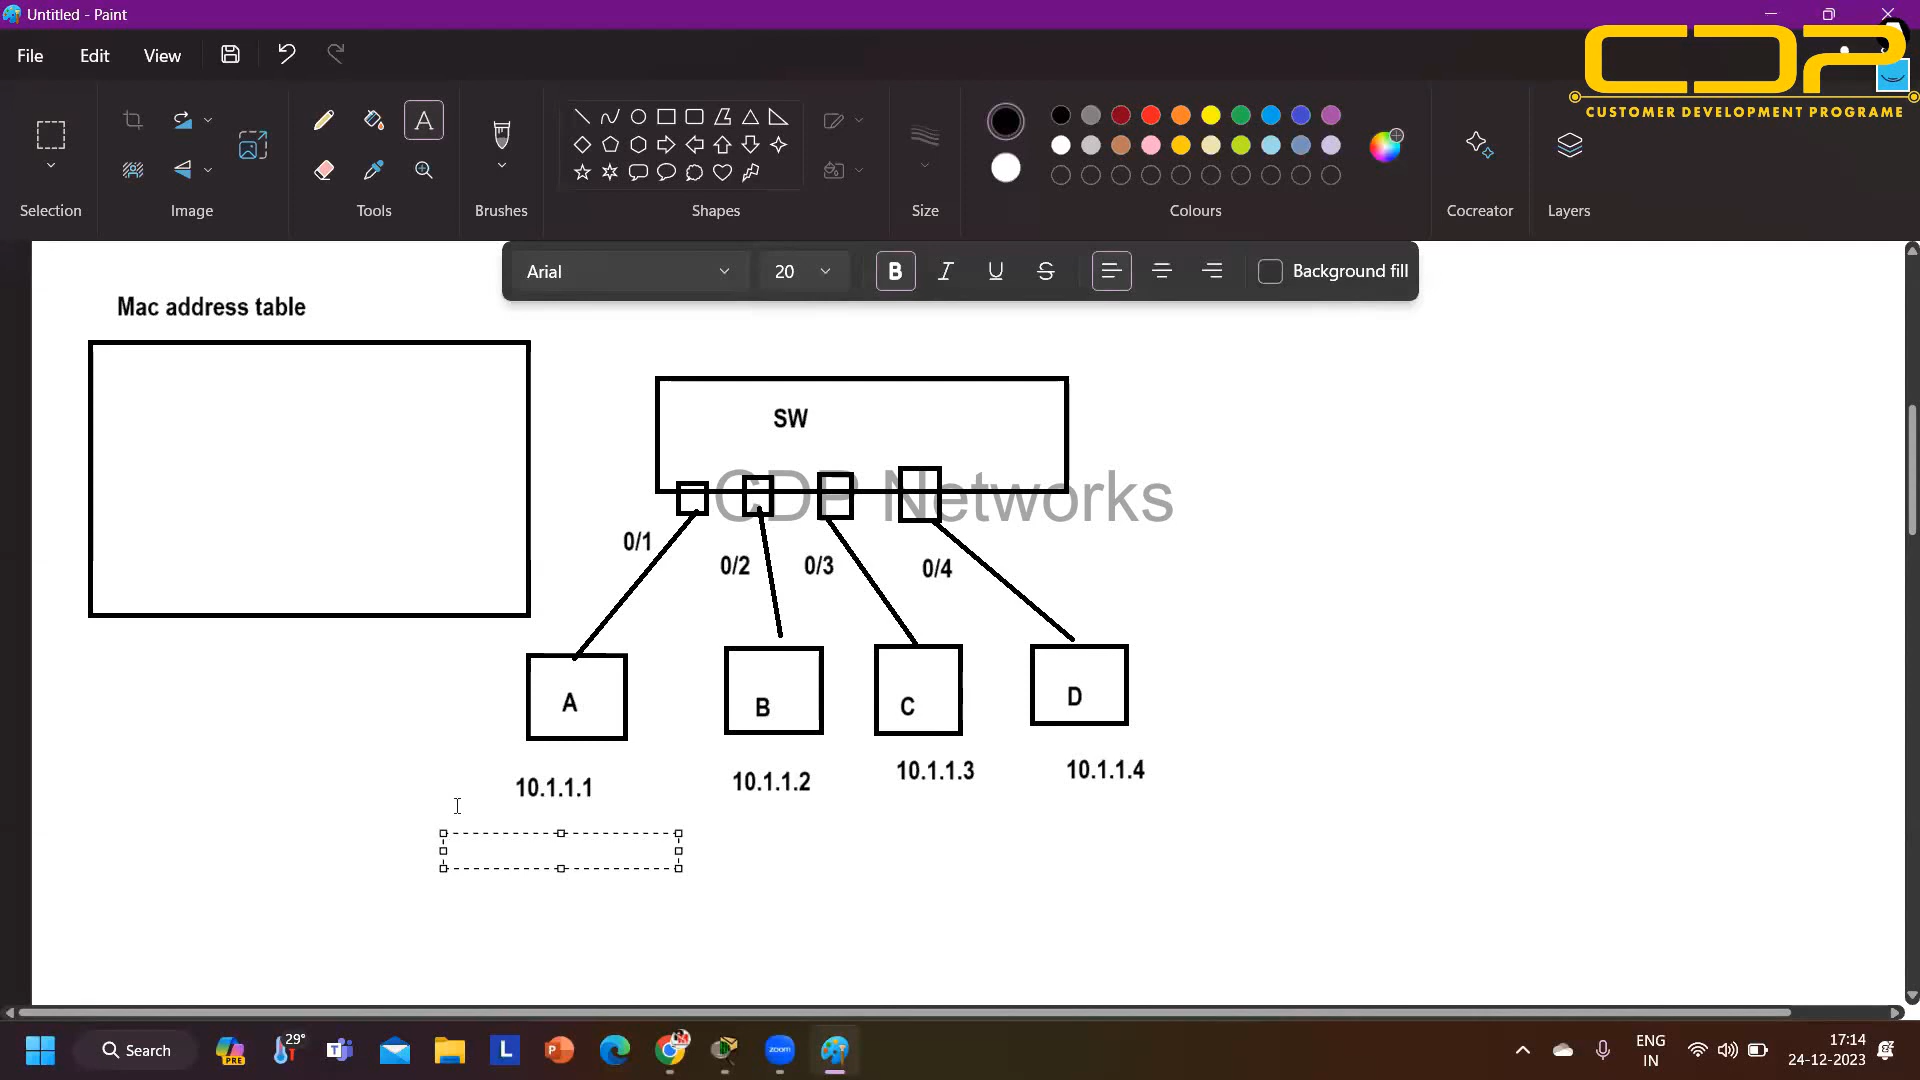 Untitled - Paint
File Edit View
CDP
CUSTOMER DEVELOPMENT PROGRAME
Selection Image Tools Brushes Shapes Size Colours Cocreator Layers
Arial 20 B I U S Background fill
Mac address table
SW
CDP Networks
0/1 0/2 0/3 0/4
A B C D
10.1.1.1 10.1.1.2 10.1.1.3 10.1.1.4
Search PRE 29° L P zoom ENG IN 17:14
24-12-2023